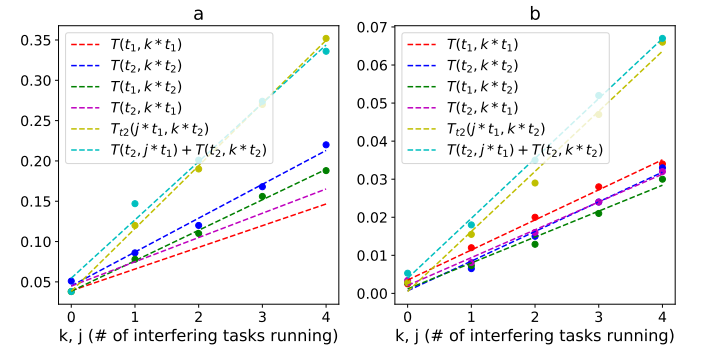 a
0.35
0.30
0.25
0.20
0.15
0.10
0.05
T(t₁, k * t₁)
T(t₂, k * t₂)
T(t₁, k * t₂)
T(t₂, k * t₁)
Tₜ₂(j * t₁, k * t₂)
T(t₂, j * t₁) + T(t₂, k * t₂)
0 1 2 3 4
k, j (# of interfering tasks running)
b
0.07
0.06
0.05
0.04
0.03
0.02
0.01
0.00
T(t₁, k * t₁)
T(t₂, k * t₂)
T(t₁, k * t₂)
T(t₂, k * t₁)
Tₜ₂(j * t₁, k * t₂)
T(t₂, j * t₁) + T(t₂, k * t₂)
0 1 2 3 4
k, j (# of interfering tasks running)